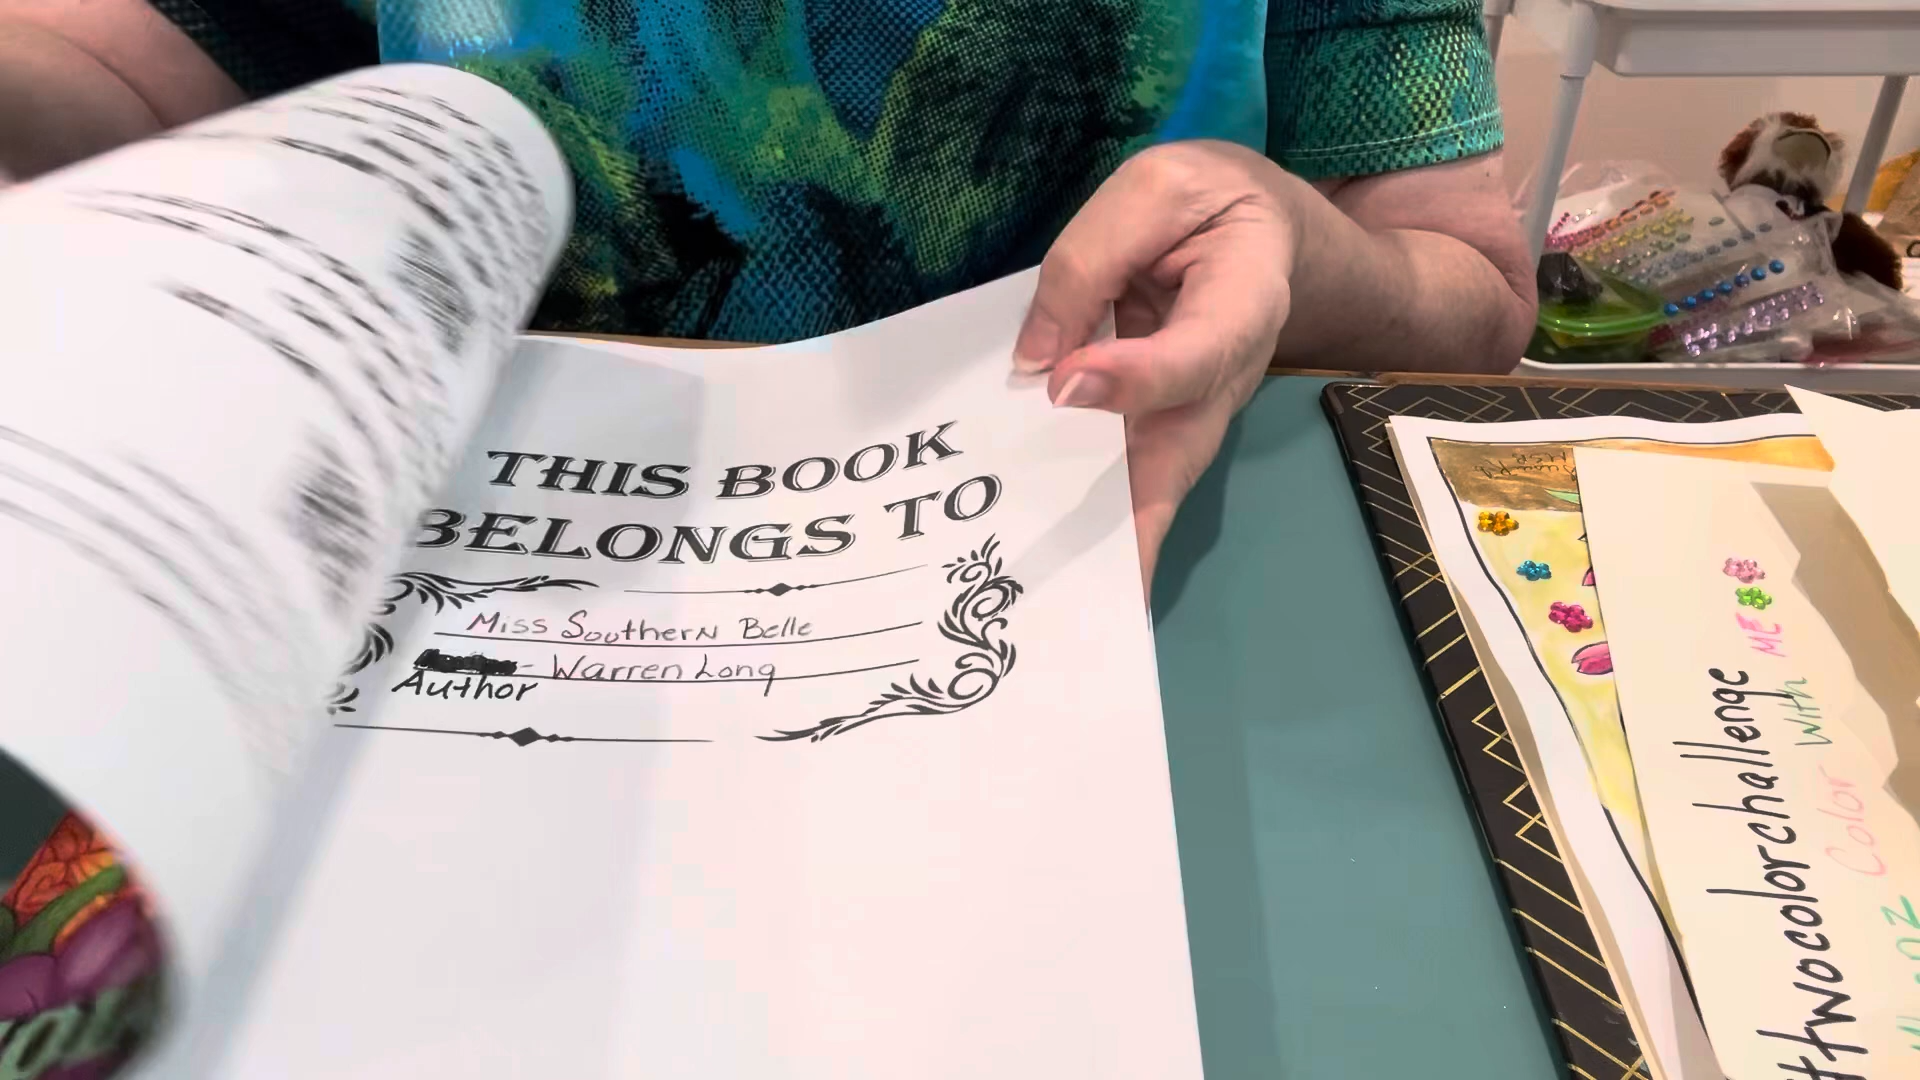 THIS BOOK
BELONGS TO
Miss Southern Belle
- Warren Long
Author
#twocolorchallenge
Color with ME